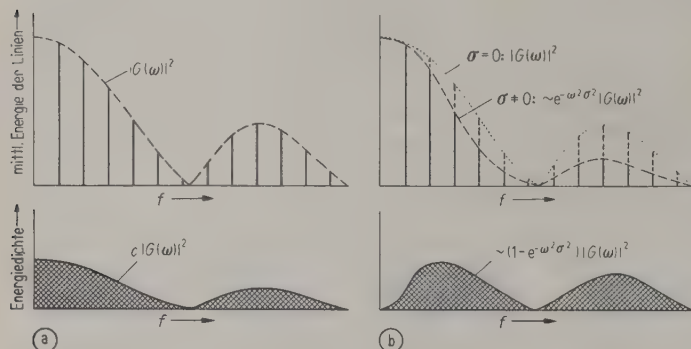 mittl. Energie der Linien
|G(ω)|²
f
σ=0: |G(ω)|²
σ≠0: ~e^-ω²σ² |G(ω)|²
f
Energiedichte
c|G(ω)|²
f
a
~(1-e^-ω²σ²)|G(ω)|²
f
b